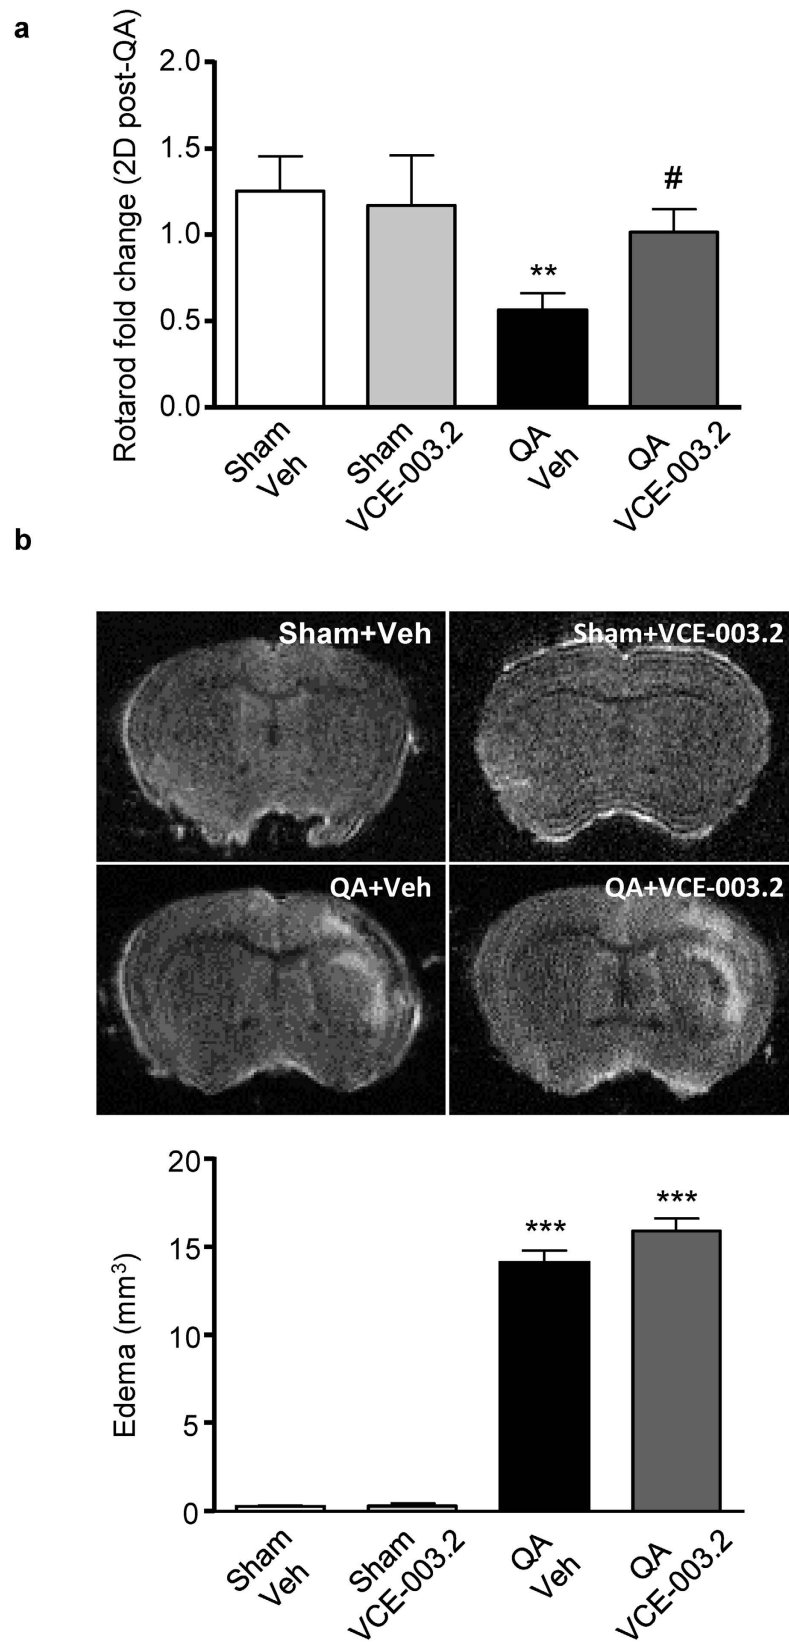 a
Rotarod fold change (2D post-QA)
2.0
1.5
1.0
0.5
0.0
**
#
Sham
Veh
Sham
VCE-003.2
QA
Veh
QA
VCE-003.2
b
Sham+Veh
Sham+VCE-003.2
QA+Veh
QA+VCE-003.2
Edema (mm³)
20
15
10
5
0
***
***
Sham
Veh
Sham
VCE-003.2
QA
Veh
QA
VCE-003.2